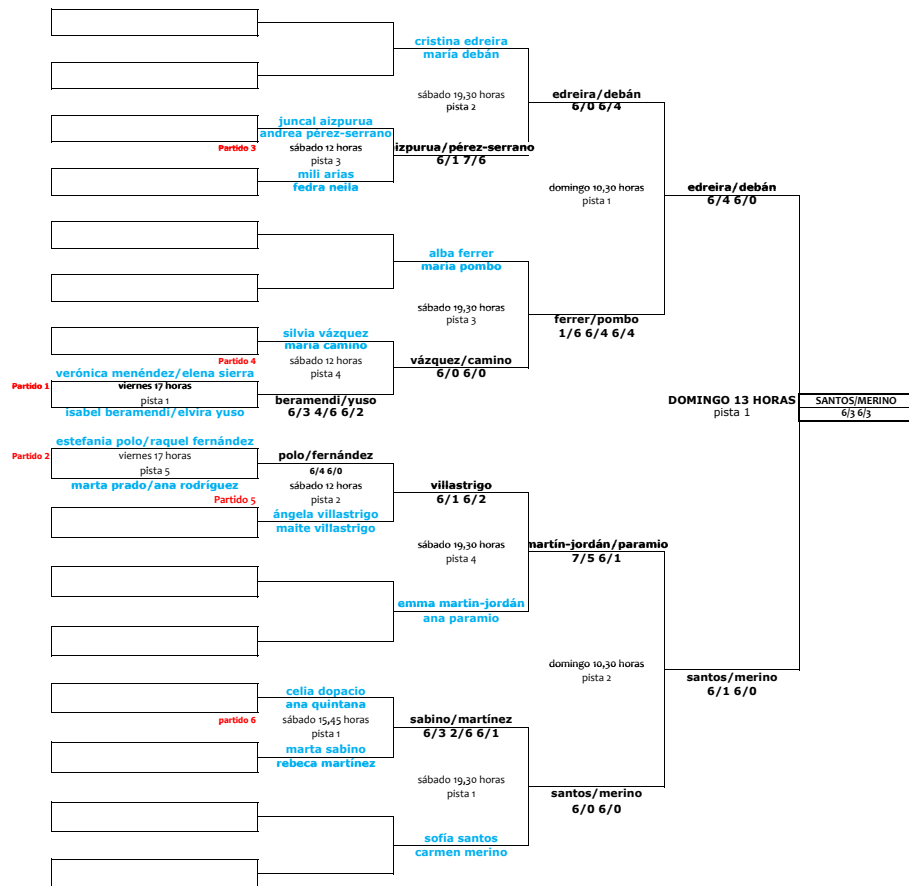 cristina edreira
maría debán
sábado 19,30 horas
pista 2
edreira/debán
6/0 6/4
juncal aizpurua
andrea pérez-serrano
Partido 3
sábado 12 horas
pista 3
izpurua/pérez-serrano
6/1 7/6
mili arias
fedra neila
domingo 10,30 horas
pista 1
edreira/debán
6/4 6/0
alba ferrer
maría pombo
sábado 19,30 horas
pista 3
ferrer/pombo
1/6 6/4 6/4
silvia vázquez
maría camino
Partido 4
sábado 12 horas
pista 4
vázquez/camino
6/0 6/0
verónica menéndez/elena sierra
Partido 1
viernes 17 horas
pista 1
isabel beramendi/elvira yuso
beramendi/yuso
6/3 4/6 6/2
DOMINGO 13 HORAS
pista 1
SANTOS/MERINO
6/3 6/3
estefania polo/raquel fernández
Partido 2
viernes 17 horas
pista 5
marta prado/ana rodríguez
polo/fernández
6/4 6/0
sábado 12 horas
pista 2
Partido 5
villastrigo
6/1 6/2
ángela villastrigo
maite villastrigo
sábado 19,30 horas
pista 4
martín-jordán/paramio
7/5 6/1
emma martin-jordán
ana paramio
domingo 10,30 horas
pista 2
santos/merino
6/1 6/0
celia dopacio
ana quintana
partido 6
sábado 15,45 horas
pista 1
sabino/martínez
6/3 2/6 6/1
marta sabino
rebeca martínez
sábado 19,30 horas
pista 1
santos/merino
6/0 6/0
sofía santos
carmen merino